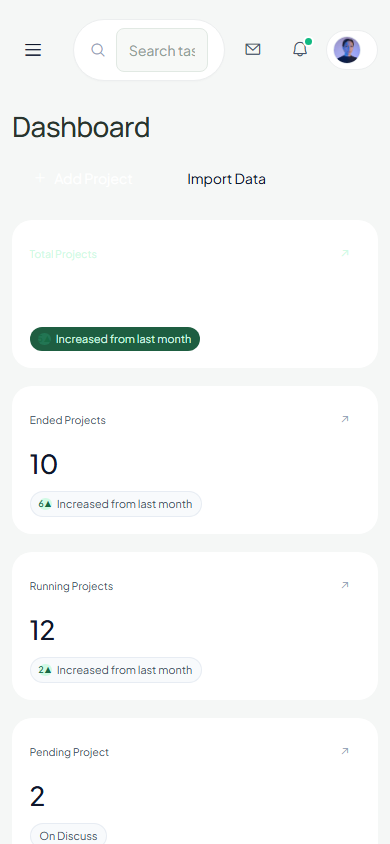 Search tas
Dashboard
+ Add Project
Import Data
Total Projects
Increased from last month
Ended Projects
10
6▲ Increased from last month
Running Projects
12
2▲ Increased from last month
Pending Project
2
On Discuss